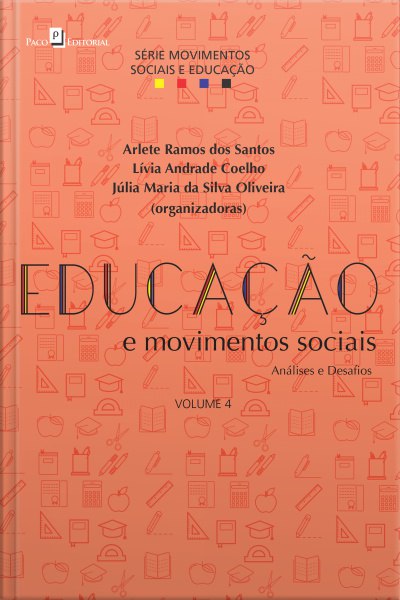 PACO EDITORIAL
SÉRIE MOVIMENTOS
SOCIAIS E EDUCAÇÃO
Arlete Ramos dos Santos
Lívia Andrade Coelho
Júlia Maria da Silva Oliveira
(organizadoras)
EDUCAÇÃO
e movimentos sociais
Análises e Desafios
VOLUME 4